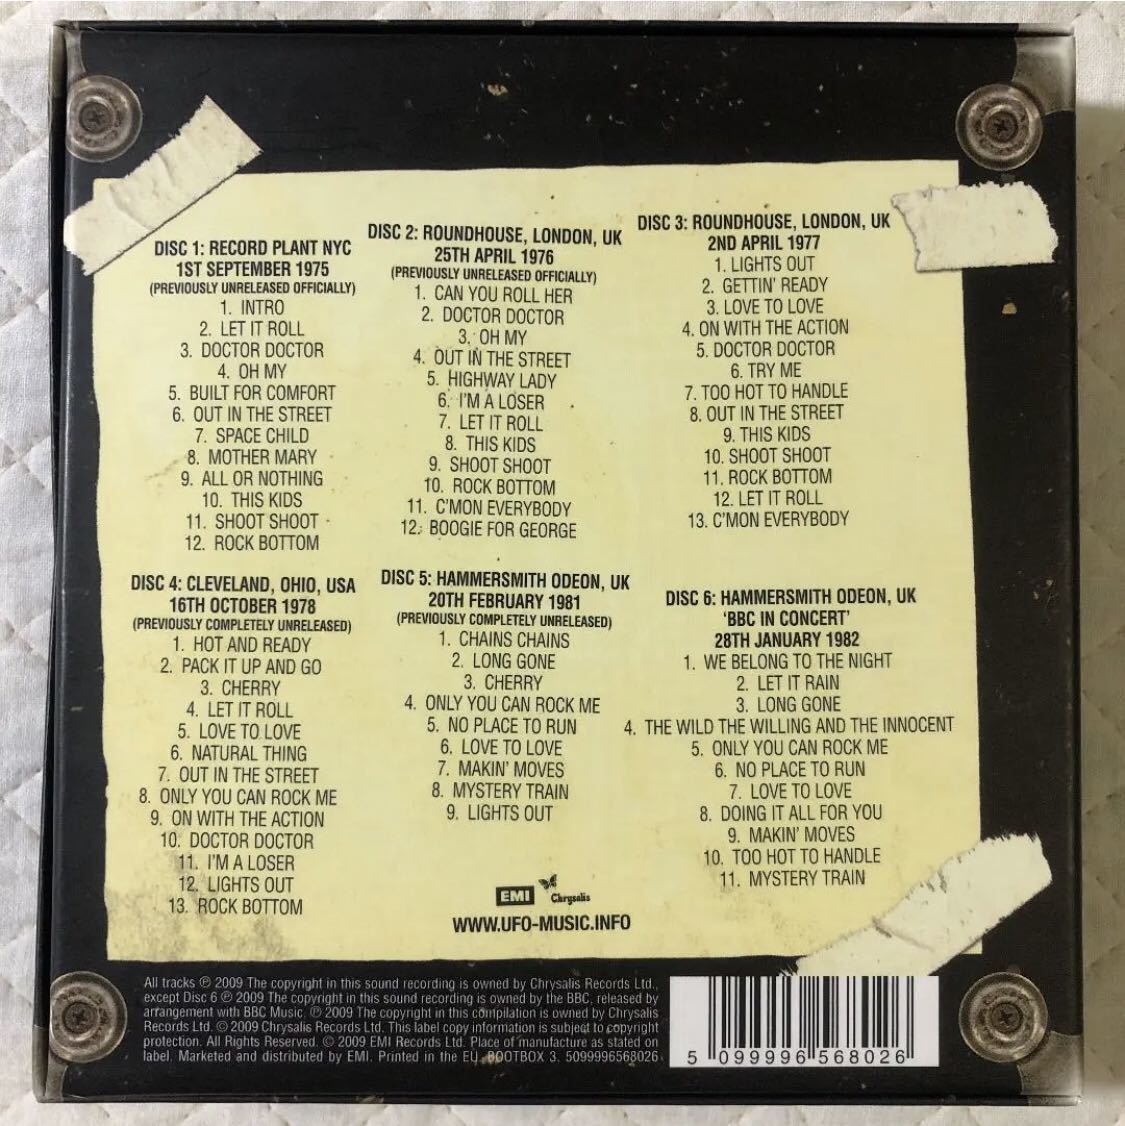 DISC 1: RECORD PLANT NYC
1ST SEPTEMBER 1975
(PREVIOUSLY UNRELEASED OFFICIALLY)
1. INTRO
2. LET IT ROLL
3. DOCTOR DOCTOR
4. OH MY
5. BUILT FOR COMFORT
6. OUT IN THE STREET
7. SPACE CHILD
8. MOTHER MARY
9. ALL OR NOTHING
10. THIS KIDS
11. SHOOT SHOOT
12. ROCK BOTTOM
DISC 2: ROUNDHOUSE, LONDON, UK
25TH APRIL 1976
(PREVIOUSLY UNRELEASED OFFICIALLY)
1. CAN YOU ROLL HER
2. DOCTOR DOCTOR
3. OH MY
4. OUT IN THE STREET
5. HIGHWAY LADY
6. I'M A LOSER
7. LET IT ROLL
8. THIS KIDS
9. SHOOT SHOOT
10. ROCK BOTTOM
11. C'MON EVERYBODY
12. BOOGIE FOR GEORGE
DISC 3: ROUNDHOUSE, LONDON, UK
2ND APRIL 1977
1. LIGHTS OUT
2. GETTIN' READY
3. LOVE TO LOVE
4. ON WITH THE ACTION
5. DOCTOR DOCTOR
6. TRY ME
7. TOO HOT TO HANDLE
8. OUT IN THE STREET
9. THIS KIDS
10. SHOOT SHOOT
11. ROCK BOTTOM
12. LET IT ROLL
13. C'MON EVERYBODY
DISC 4: CLEVELAND, OHIO, USA
16TH OCTOBER 1978
(PREVIOUSLY COMPLETELY UNRELEASED)
1. HOT AND READY
2. PACK IT UP AND GO
3. CHERRY
4. LET IT ROLL
5. LOVE TO LOVE
6. NATURAL THING
7. OUT IN THE STREET
8. ONLY YOU CAN ROCK ME
9. ON WITH THE ACTION
10. DOCTOR DOCTOR
11. I'M A LOSER
12. LIGHTS OUT
13. ROCK BOTTOM
DISC 5: HAMMERSMITH ODEON, UK
20TH FEBRUARY 1981
(PREVIOUSLY COMPLETELY UNRELEASED)
1. CHAINS CHAINS
2. LONG GONE
3. CHERRY
4. ONLY YOU CAN ROCK ME
5. NO PLACE TO RUN
6. LOVE TO LOVE
7. MAKIN' MOVES
8. MYSTERY TRAIN
9. LIGHTS OUT
DISC 6: HAMMERSMITH ODEON, UK
'BBC IN CONCERT'
28TH JANUARY 1982
1. WE BELONG TO THE NIGHT
2. LET IT RAIN
3. LONG GONE
4. THE WILD THE WILLING AND THE INNOCENT
5. ONLY YOU CAN ROCK ME
6. NO PLACE TO RUN
7. LOVE TO LOVE
8. DOING IT ALL FOR YOU
9. MAKIN' MOVES
10. TOO HOT TO HANDLE
11. MYSTERY TRAIN
EMI Chrysalis
WWW.UFO-MUSIC.INFO
All tracks ℗ 2009 The copyright in this sound recording is owned by Chrysalis Records Ltd.,
except Disc 6 ℗ 2009 The copyright in this sound recording is owned by the BBC, released by
arrangement with BBC Music. ℗ 2009 The copyright in this compilation is owned by Chrysalis
Records Ltd. © 2009 Chrysalis Records Ltd. This label copy information is subject to copyright
protection. All Rights Reserved. © 2009 EMI Records Ltd. Place of manufacture as stated on
label. Marketed and distributed by EMI. Printed in the EU. BOOTBOX 3. 5099996568026
5 099996 568026